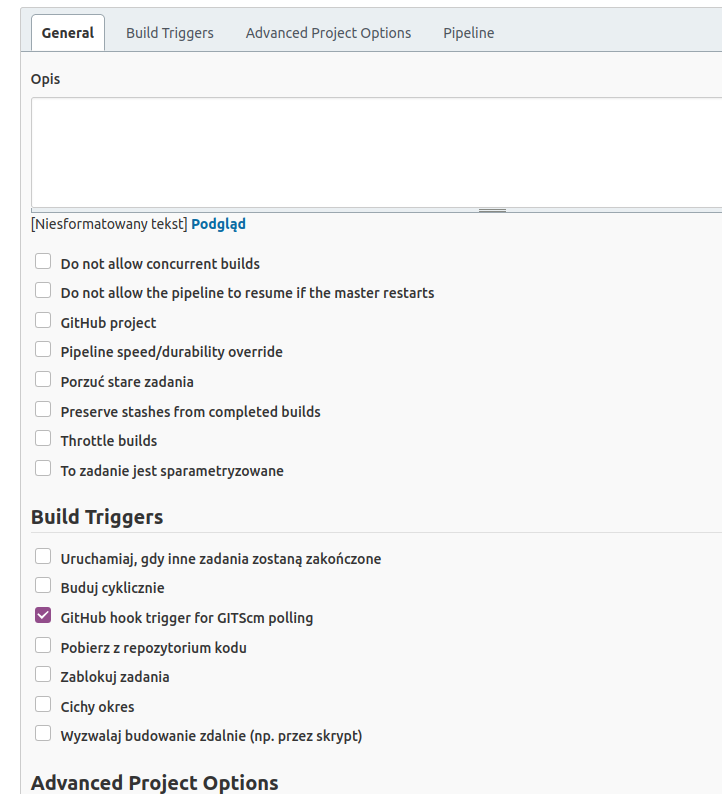 General Build Triggers Advanced Project Options Pipeline
Opis
[Niesformatowany tekst] Podgląd
Do not allow concurrent builds
Do not allow the pipeline to resume if the master restarts
GitHub project
Pipeline speed/durability override
Porzuć stare zadania
Preserve stashes from completed builds
Throttle builds
To zadanie jest sparametryzowane
Build Triggers
Uruchamiaj, gdy inne zadania zostaną zakończone
Buduj cyklicznie
GitHub hook trigger for GITScm polling
Pobierz z repozytorium kodu
Zablokuj zadania
Cichy okres
Wyzwalaj budowanie zdalnie (np. przez skrypt)
Advanced Project Options